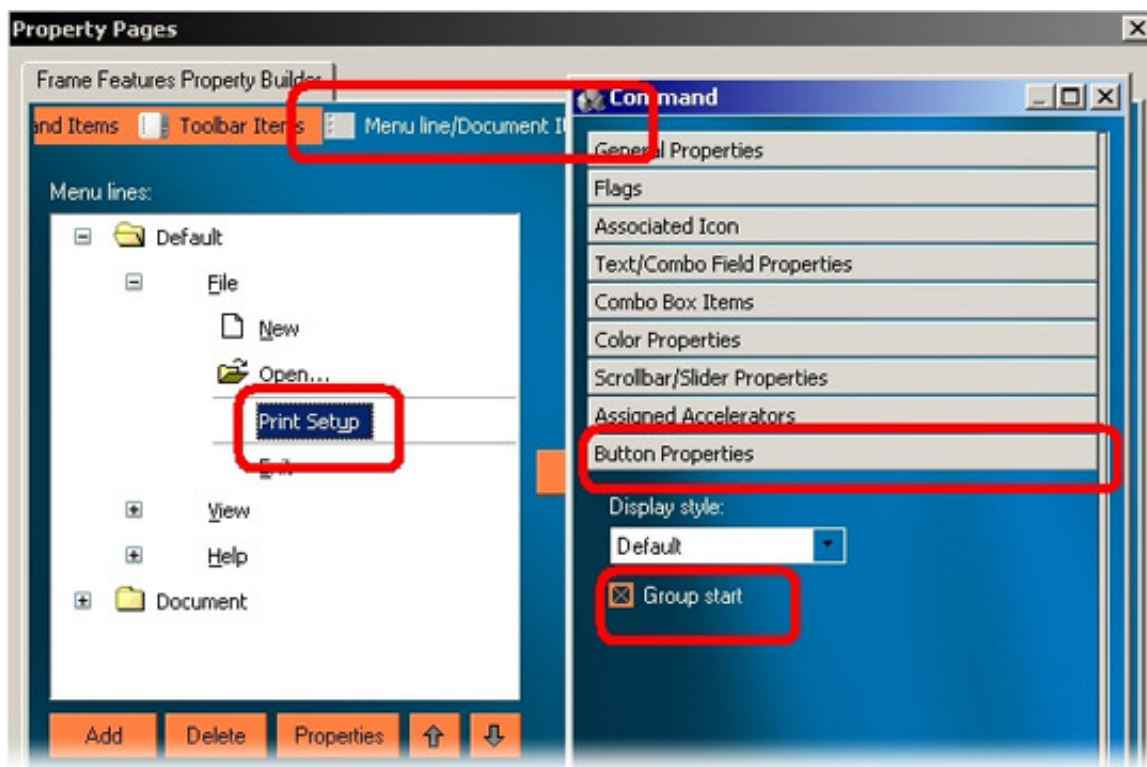 Property Pages
Frame Features Property Builder
and Items
Toolbar Items
Menu line/Document I
Menu lines:
Default
File
New
Open...
Print Setup
Exit
View
Help
Document
Add
Delete
Properties
Command
General Properties
Flags
Associated Icon
Text/Combo Field Properties
Combo Box Items
Color Properties
Scrollbar/Slider Properties
Assigned Accelerators
Button Properties
Display style:
Default
Group start